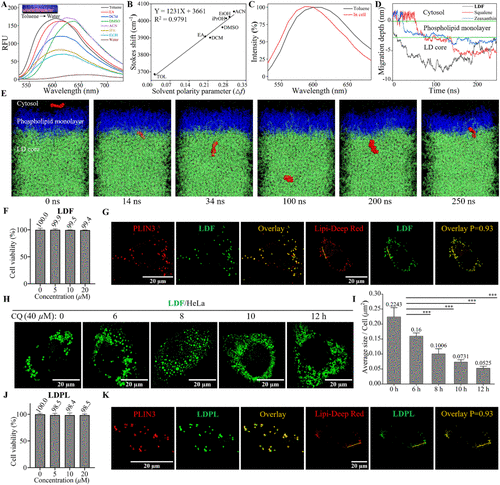 A
Toluene → Water
Toluene
EA
DCM
DMSO
ACN
EtOH
Water
RFU
Wavelength (nm)
B
Y = 1231X + 3661
R² = 0.9791
ACN
EtOH
iPrOH
DMSO
EA
DCM
TOL
Stokes shift (cm
Solvent polarity parameter (Δf)
C
Toluene
In cell
Intensity (%)
Wavelength (nm)
D
Cytosol
LDF
Squalene
Zeaxanthin
Phospholipid monolayer
LD core
Migration depth (nm)
Time (ns)
E
Cytosol
Phospholipid monolayer
LD core
0 ns
14 ns
34 ns
100 ns
200 ns
250 ns
F
LDF
100.0
99.9
99.5
99.4
Cell viability (%)
0 5 10 20
Concentration (μM)
G
PLIN3
LDF
Overlay
Lipi-Deep Red
LDF
Overlay P=0.93
20 μm
20 μm
H
LDF/HeLa
CQ (40 μM): 0
6
8
10
12 h
20 μm
20 μm
20 μm
20 μm
20 μm
I
***
***
***
***
0.2243
0.16
0.1006
0.0731
0.0525
Average size / Cell (μm²)
0 h 6 h 8 h 10 h 12 h
J
LDPL
100.0
98.5
98.4
98.5
Cell viability (%)
0 5 10 20
Concentration (μM)
K
PLIN3
LDPL
Overlay
Lipi-Deep Red
LDPL
Overlay P=0.93
20 μm
20 μm